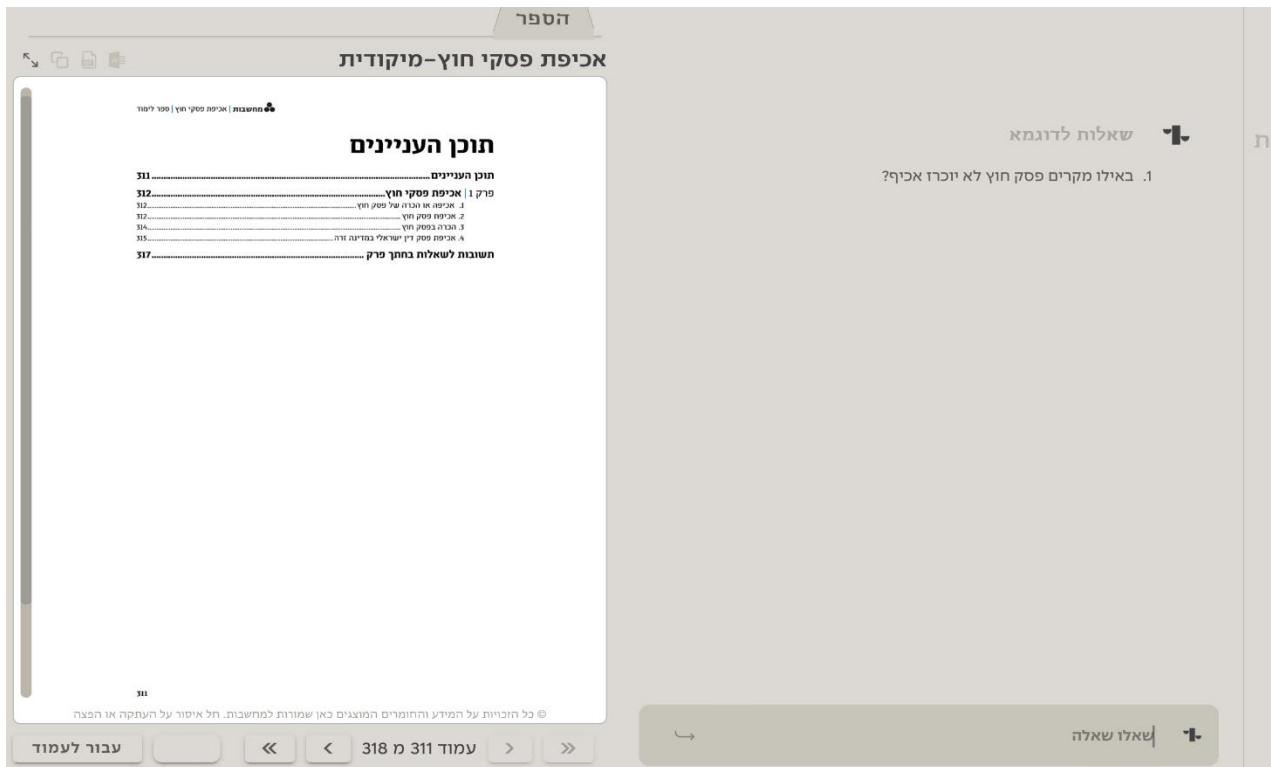 הספר
אכיפת פסקי חוץ-מיקודית
מחשבות | אכיפת פסקי חוץ | ספר לימוד
תוכן העניינים
תוכן העניינים 311
פרק 1 | אכיפת פסקי חוץ 312
1. אכיפה או הכרה של פסק חוץ 312
2. אכיפת פסק חוץ 312
3. הכרה בפסק חוץ 314
4. אכיפת פסק דין ישראלי במדינה זרה 315
תשובות לשאלות בחתך פרק 317
311
© כל הזכויות על המידע והחומרים המוצגים כאן שמורות למחשבות. חל איסור על העתקה או הפצה
עמוד 311 מ 318
עבור לעמוד
שאלות לדוגמא
1. באילו מקרים פסק חוץ לא יוכרז אכיף?
שאלו שאלה
ת